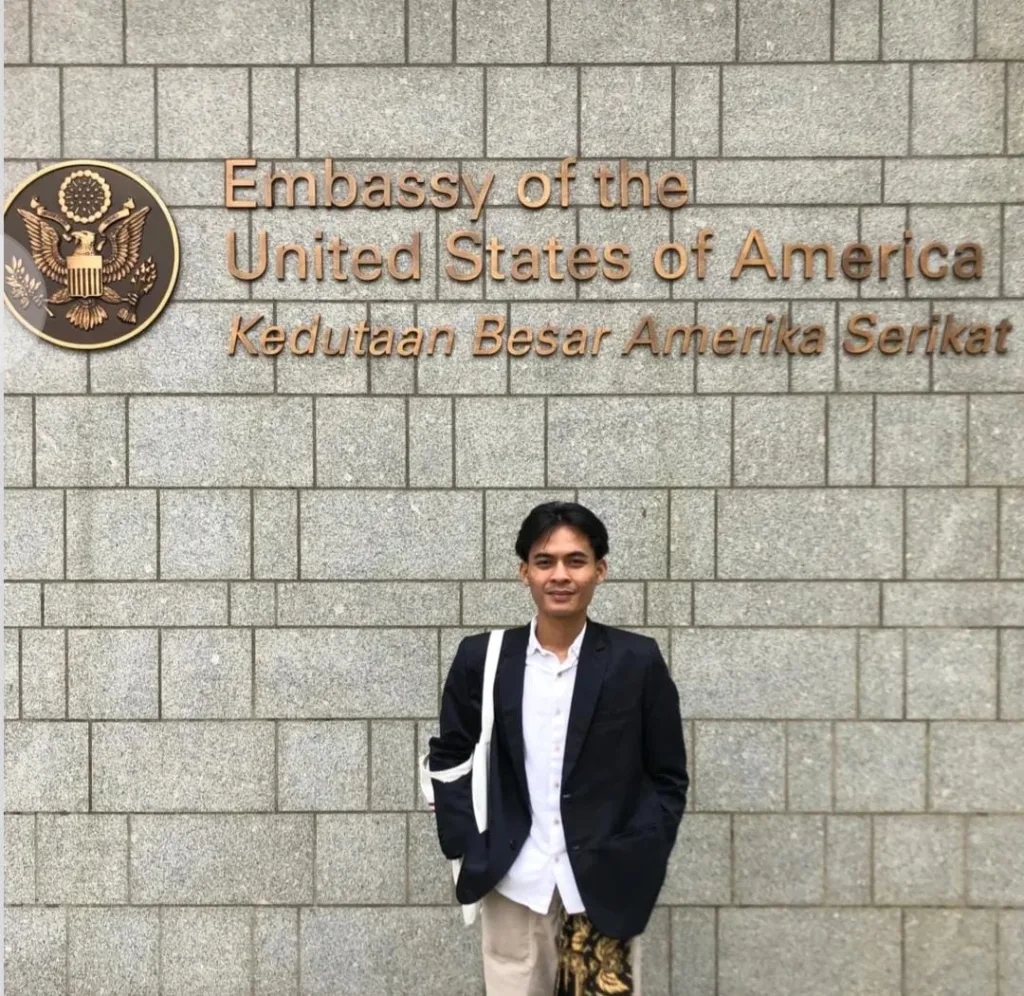 Embassy of the
United States of America
Kedutaan Besar Amerika Serikat